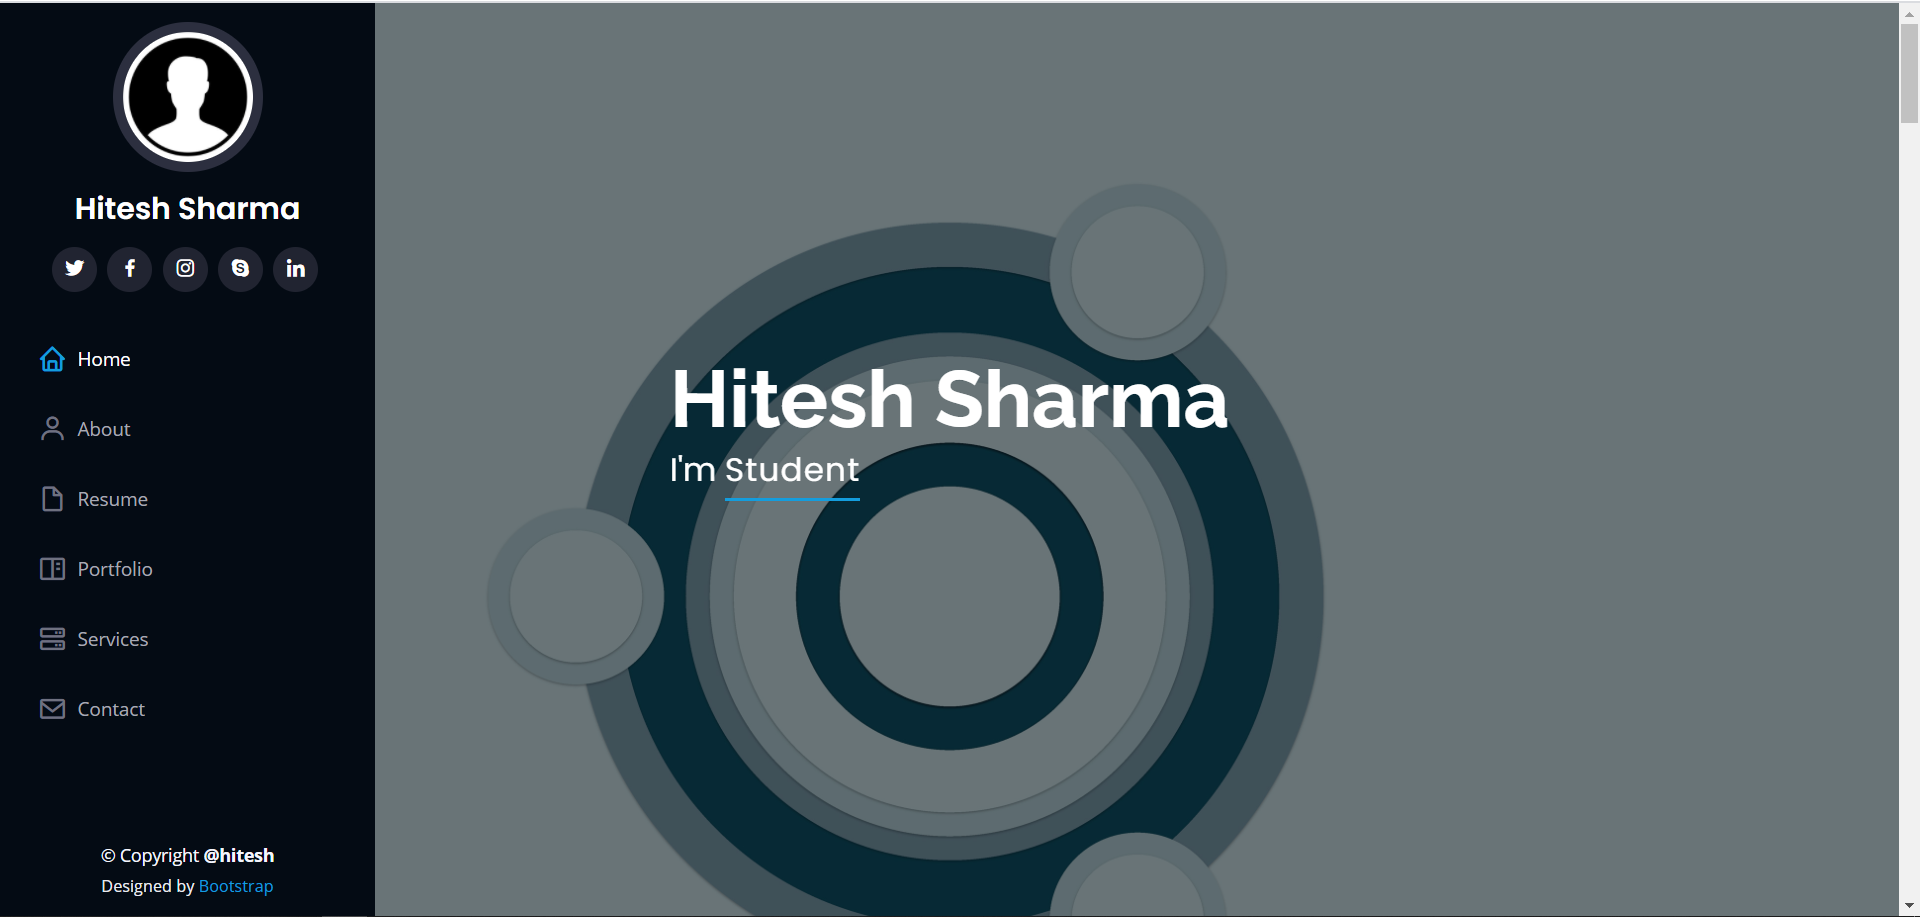 Hitesh Sharma
Home
About
Resume
Portfolio
Services
Contact
© Copyright @hitesh
Designed by Bootstrap
Hitesh Sharma
I'm Student